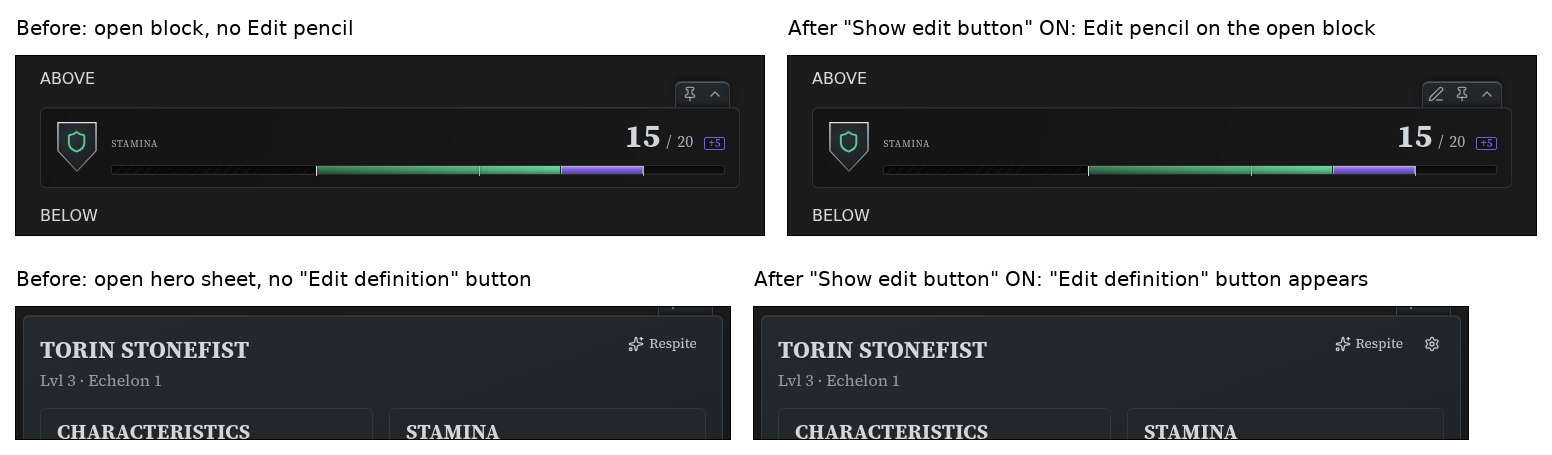 Before: open block, no Edit pencil
After "Show edit button" ON: Edit pencil on the open block
ABOVE
STAMINA
15 / 20 +5
BELOW
ABOVE
STAMINA
15 / 20 +5
BELOW
Before: open hero sheet, no "Edit definition" button
After "Show edit button" ON: "Edit definition" button appears
TORIN STONEFIST
Respite
Lvl 3 · Echelon 1
CHARACTERISTICS
STAMINA
TORIN STONEFIST
Respite
Lvl 3 · Echelon 1
CHARACTERISTICS
STAMINA